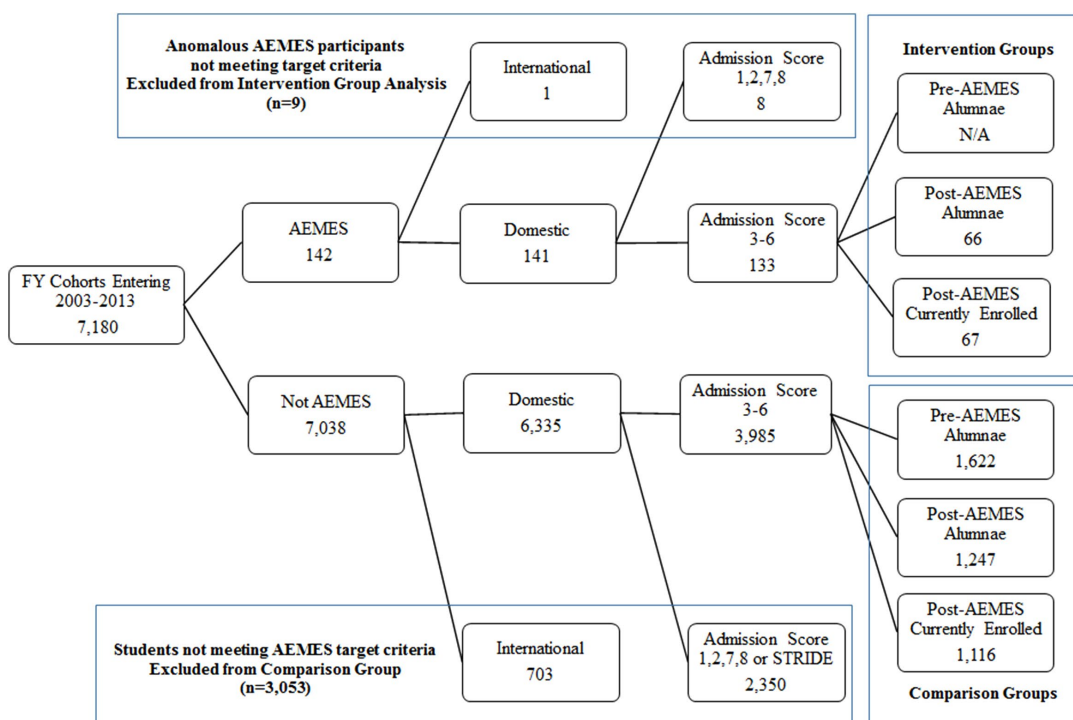 Anomalous AEMES participants
not meeting target criteria
Excluded from Intervention Group Analysis
(n=9)
International
1
Admission Score
1,2,7,8
8
Intervention Groups
Pre-AEMES
Alumnae
N/A
Post-AEMES
Alumnae
66
Post-AEMES
Currently Enrolled
67
AEMES
142
Domestic
141
Admission Score
3-6
133
FY Cohorts Entering
2003-2013
7,180
Not AEMES
7,038
Domestic
6,335
Admission Score
3-6
3,985
Pre-AEMES
Alumnae
1,622
Post-AEMES
Alumnae
1,247
Post-AEMES
Currently Enrolled
1,116
Comparison Groups
Students not meeting AEMES target criteria
Excluded from Comparison Group
(n=3,053)
International
703
Admission Score
1,2,7,8 or STRIDE
2,350